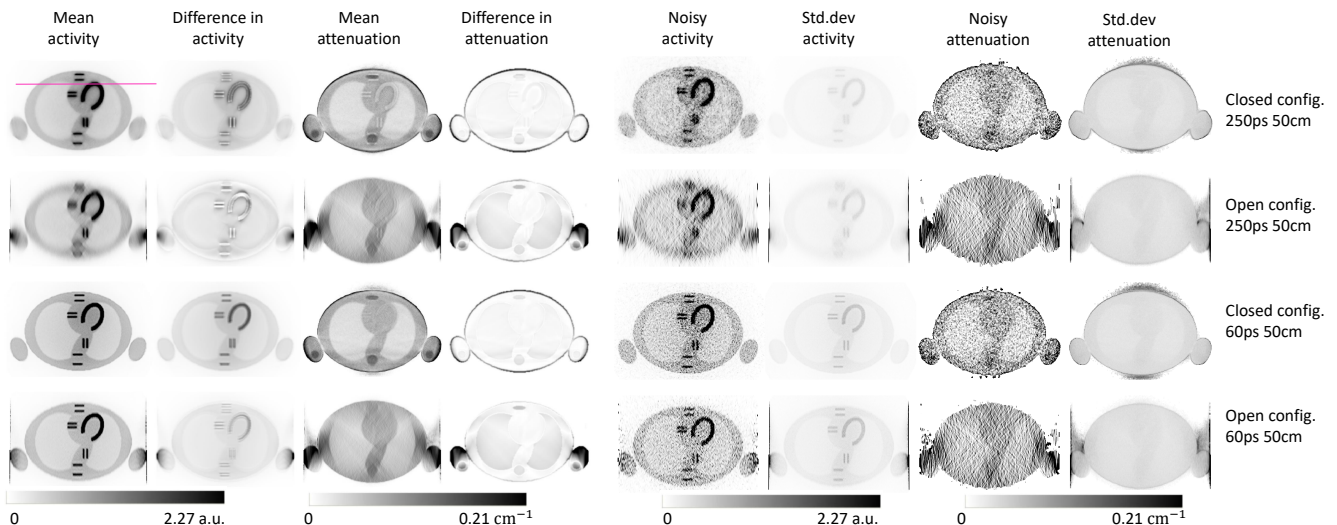 Mean activity
Difference in activity
Mean attenuation
Difference in attenuation
Noisy activity
Std.dev activity
Noisy attenuation
Std.dev attenuation
Closed config.
250ps 50cm
Open config.
250ps 50cm
Closed config.
60ps 50cm
Open config.
60ps 50cm
0 2.27 a.u. 0 0.21 cm⁻¹ 0 2.27 a.u. 0 0.21 cm⁻¹